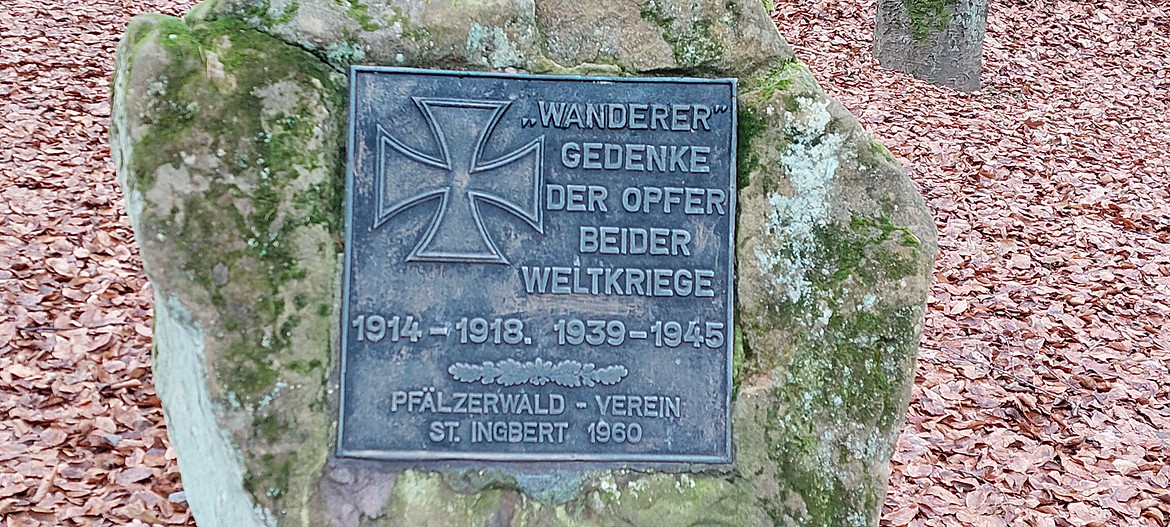 „WANDERER”
GEDENKE
DER OPFER
BEIDER
WELTKRIEGE
1914 – 1918. 1939 – 1945
PFÄLZERWALD - VEREIN
ST. INGBERT 1960